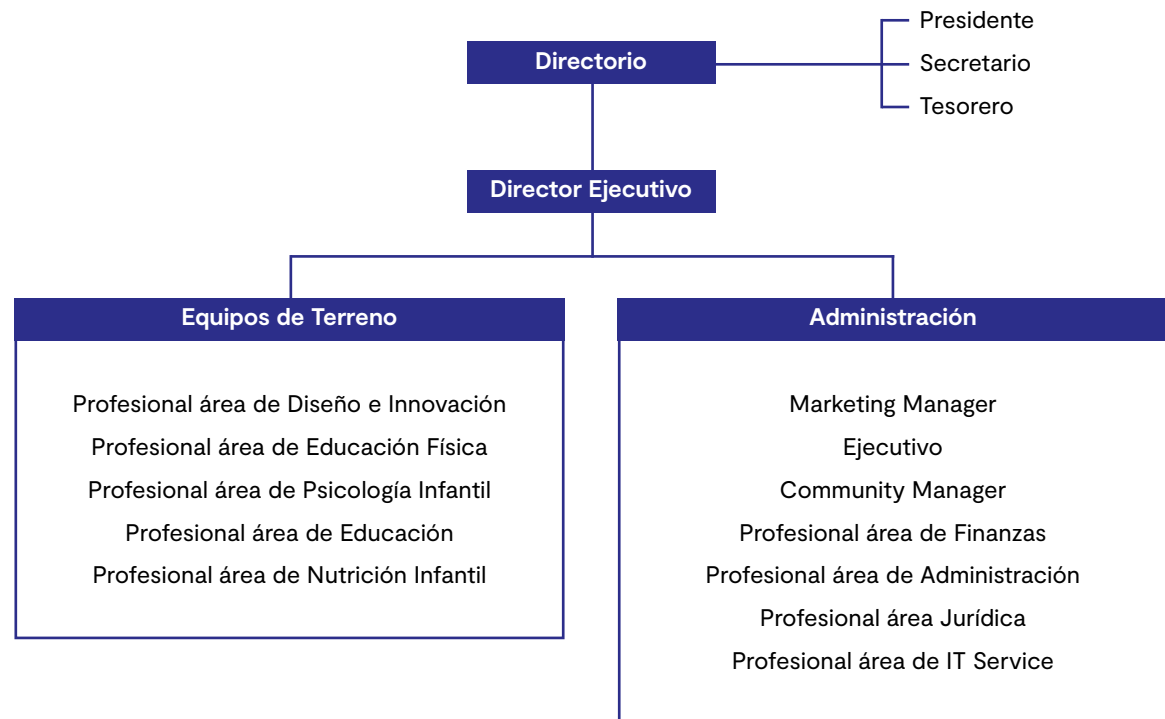 Directorio
Presidente
Secretario
Tesorero
Director Ejecutivo
Equipos de Terreno
Profesional área de Diseño e Innovación
Profesional área de Educación Física
Profesional área de Psicología Infantil
Profesional área de Educación
Profesional área de Nutrición Infantil
Administración
Marketing Manager
Ejecutivo
Community Manager
Profesional área de Finanzas
Profesional área de Administración
Profesional área Jurídica
Profesional área de IT Service